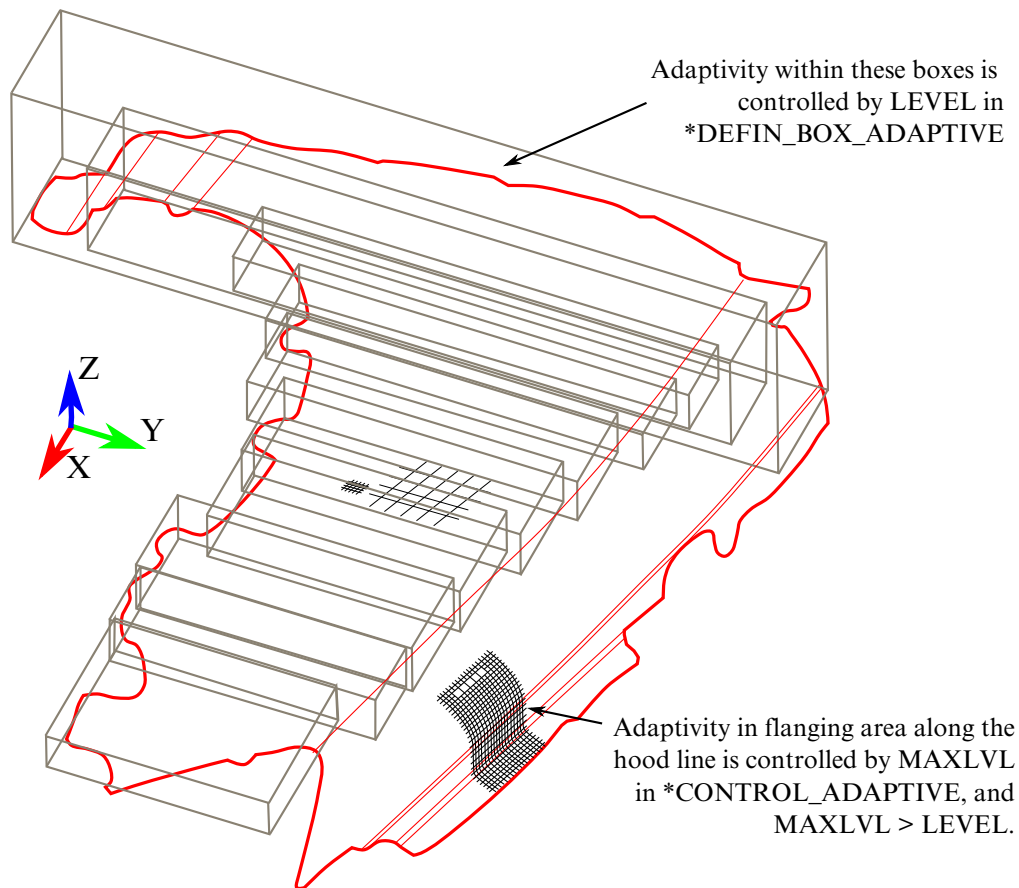 Adaptivity within these boxes is
controlled by LEVEL in
*DEFIN_BOX_ADAPTIVE
Z
Y
X
Adaptivity in flanging area along the
hood line is controlled by MAXLVL
in *CONTROL_ADAPTIVE, and
MAXLVL > LEVEL.